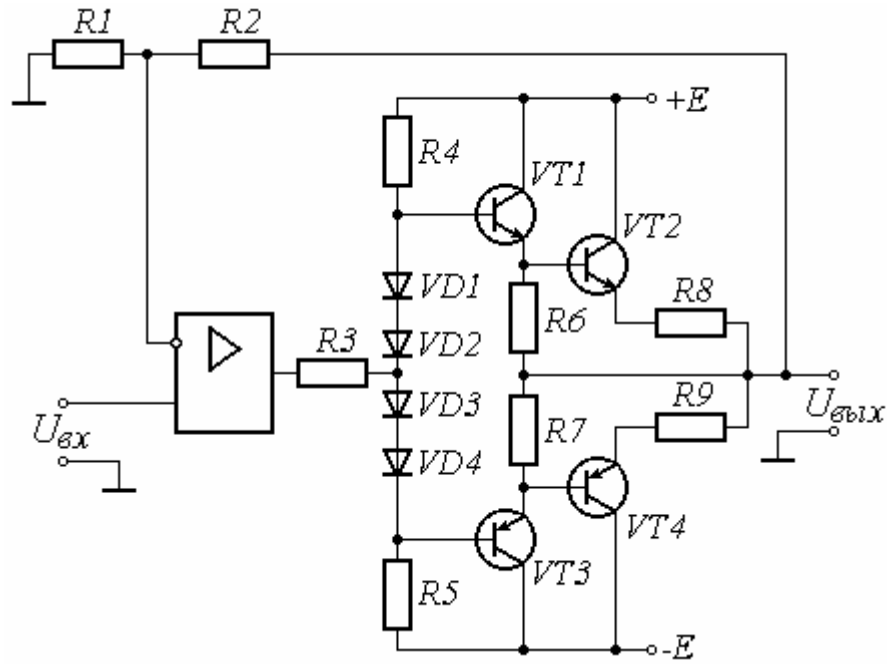 R1
R2
+E
R4
VT1
VT2
VD1
R8
R6
R3
VD2
VD3
R9
Uвх
R7
Uвых
VD4
VT4
VT3
R5
-E